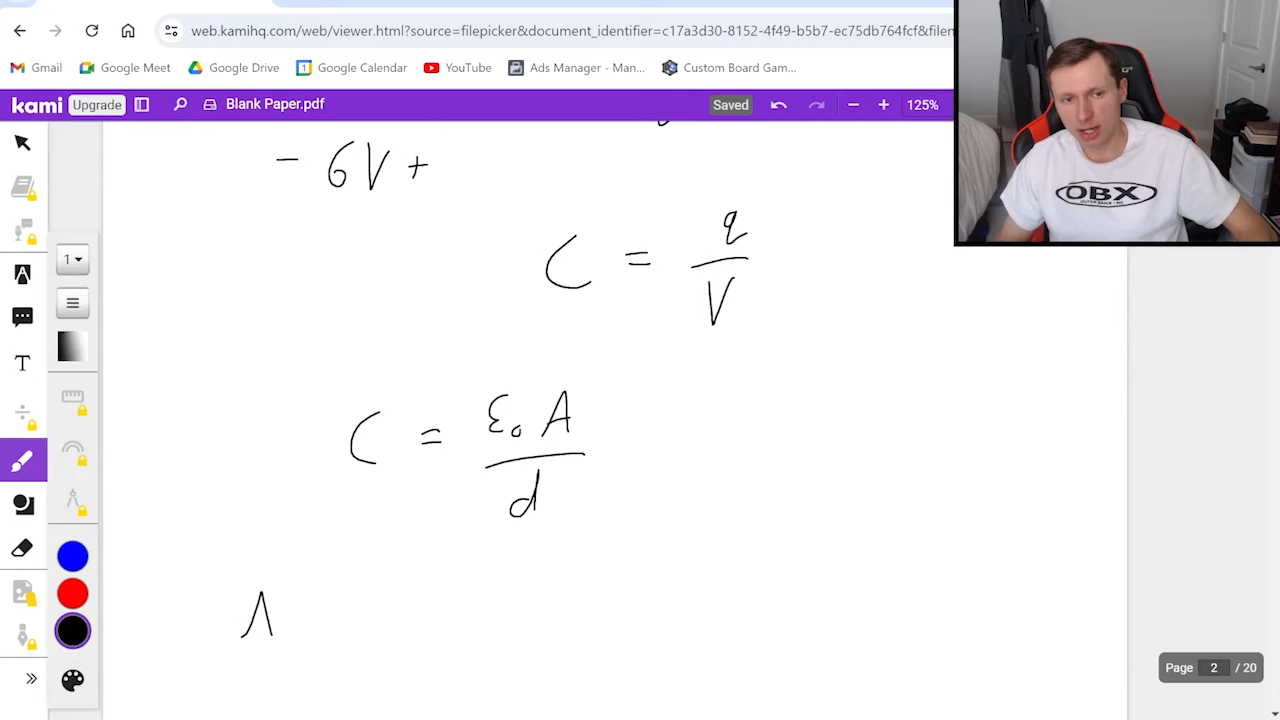 web.kamihq.com/web/viewer.html?source=filepicker&document_identifier=c17a3d30-8152-4f49-b5b7-ec75db764fcf&filen
Gmail Google Meet Google Drive Google Calendar YouTube Ads Manager - Man... Custom Board Gam...
kami Upgrade Blank Paper.pdf Saved 125%
- 6V +
C = q / V
C = ε₀ A / d
Λ
1
T
OBX
Page 2 / 20